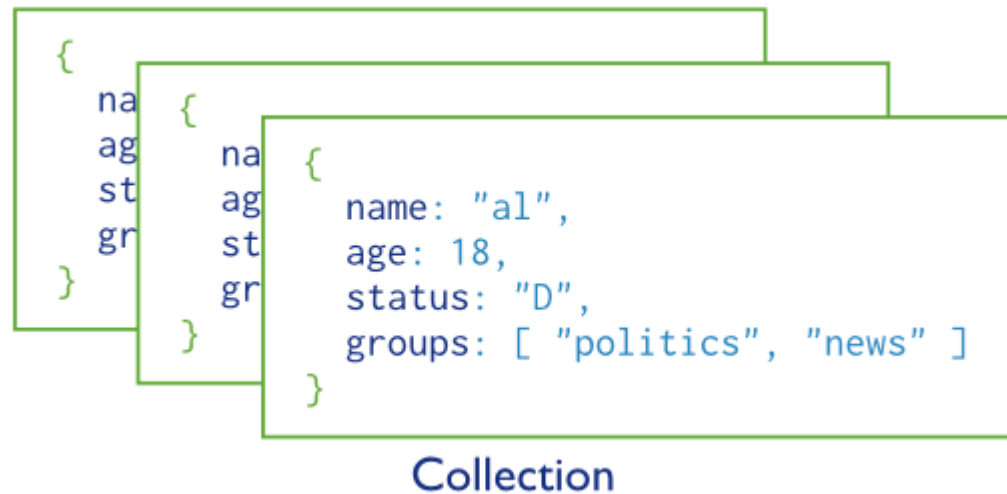 {
na
ag
st
gr
}
{
na
ag
st
gr
}
{
name: "al",
age: 18,
status: "D",
groups: [ "politics", "news" ]
}
Collection